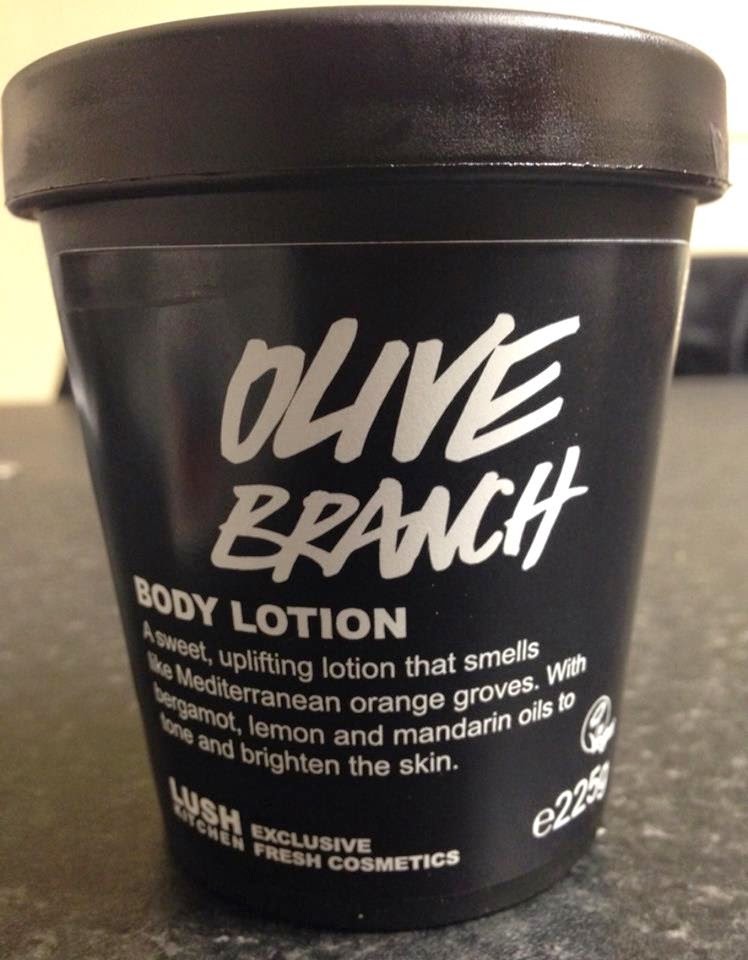 OLIVE
BRANCH
BODY LOTION
A sweet, uplifting lotion that smells
like Mediterranean orange groves. With
bergamot, lemon and mandarin oils to
tone and brighten the skin.
Vegan
e225g
LUSH
KITCHEN
EXCLUSIVE
FRESH COSMETICS